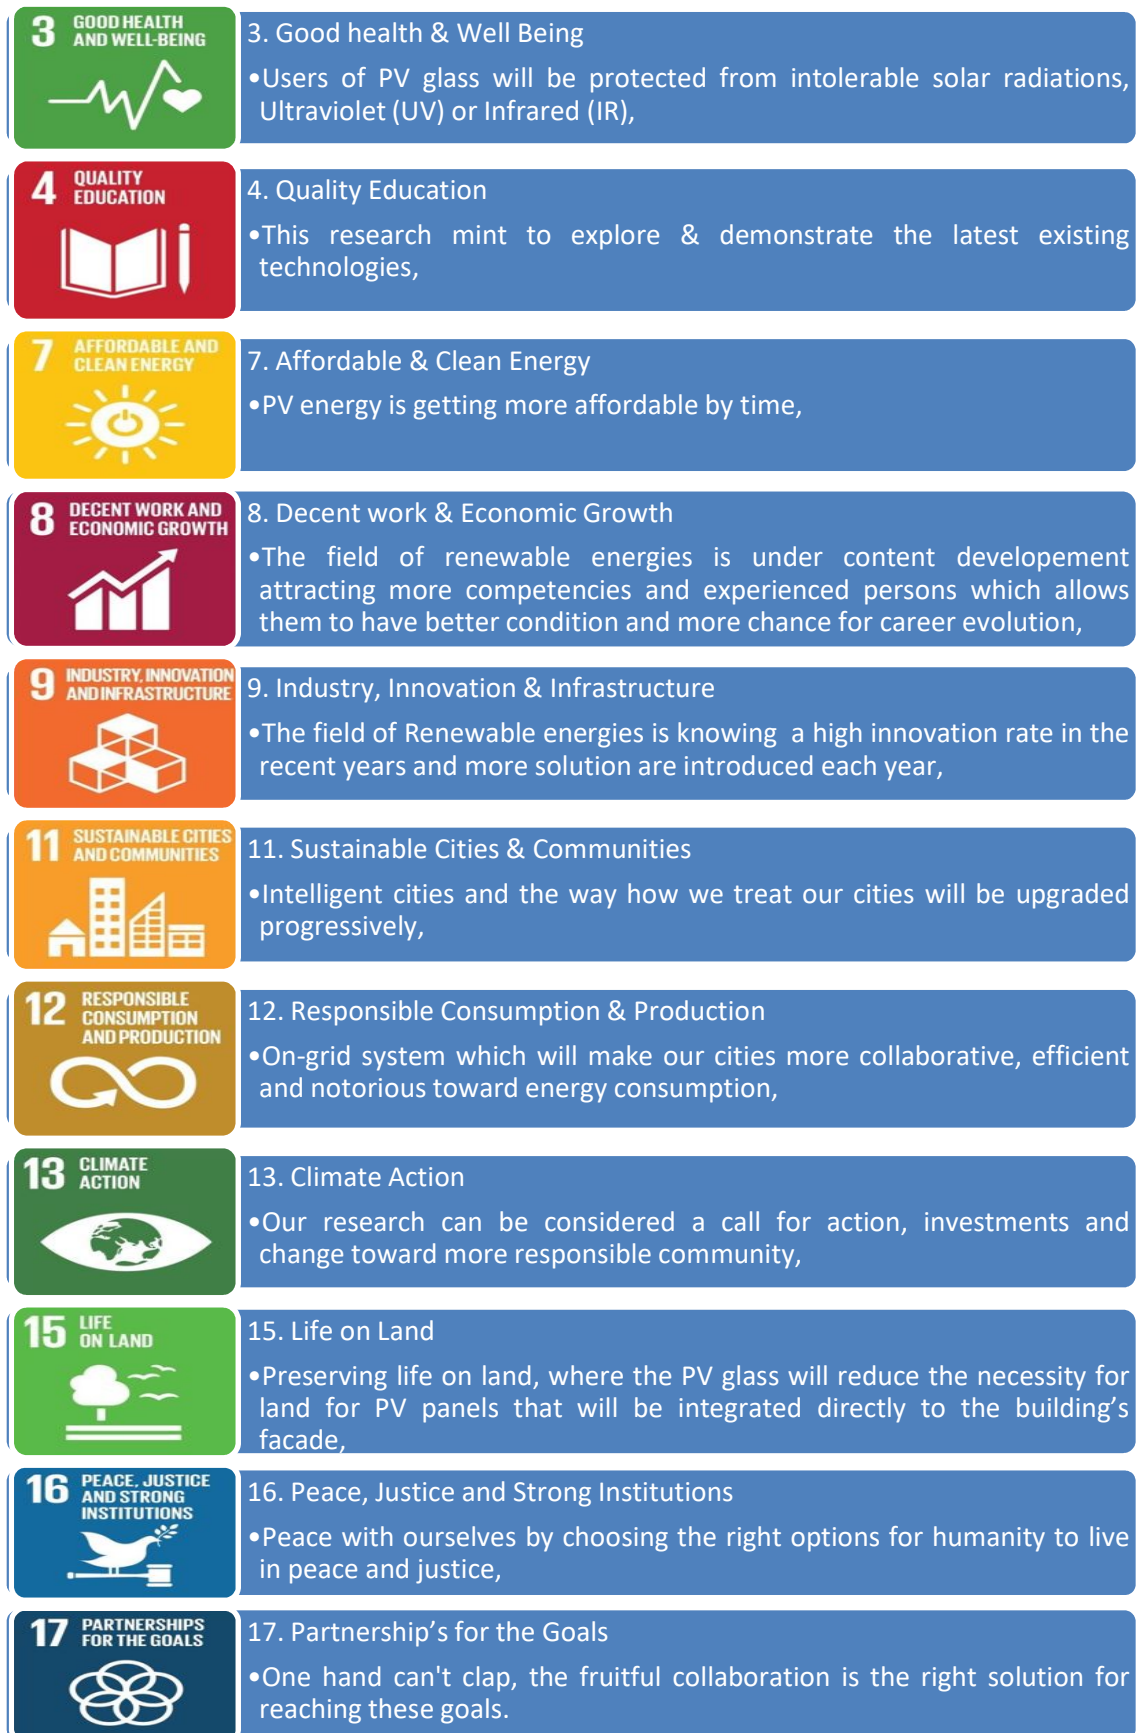 3 GOOD HEALTH
AND WELL-BEING
3. Good health & Well Being
•Users of PV glass will be protected from intolerable solar radiations,
Ultraviolet (UV) or Infrared (IR),
4 QUALITY
EDUCATION
4. Quality Education
•This research mint to explore & demonstrate the latest existing
technologies,
7 AFFORDABLE AND
CLEAN ENERGY
7. Affordable & Clean Energy
•PV energy is getting more affordable by time,
8 DECENT WORK AND
ECONOMIC GROWTH
8. Decent work & Economic Growth
•The field of renewable energies is under content developement
attracting more competencies and experienced persons which allows
them to have better condition and more chance for career evolution,
9 INDUSTRY, INNOVATION
AND INFRASTRUCTURE
9. Industry, Innovation & Infrastructure
•The field of Renewable energies is knowing a high innovation rate in the
recent years and more solution are introduced each year,
11 SUSTAINABLE CITIES
AND COMMUNITIES
11. Sustainable Cities & Communities
•Intelligent cities and the way how we treat our cities will be upgraded
progressively,
12 RESPONSIBLE
CONSUMPTION
AND PRODUCTION
12. Responsible Consumption & Production
•On-grid system which will make our cities more collaborative, efficient
and notorious toward energy consumption,
13 CLIMATE
ACTION
13. Climate Action
•Our research can be considered a call for action, investments and
change toward more responsible community,
15 LIFE
ON LAND
15. Life on Land
•Preserving life on land, where the PV glass will reduce the necessity for
land for PV panels that will be integrated directly to the building’s
facade,
16 PEACE, JUSTICE
AND STRONG
INSTITUTIONS
16. Peace, Justice and Strong Institutions
•Peace with ourselves by choosing the right options for humanity to live
in peace and justice,
17 PARTNERSHIPS
FOR THE GOALS
17. Partnership’s for the Goals
•One hand can't clap, the fruitful collaboration is the right solution for
reaching these goals.